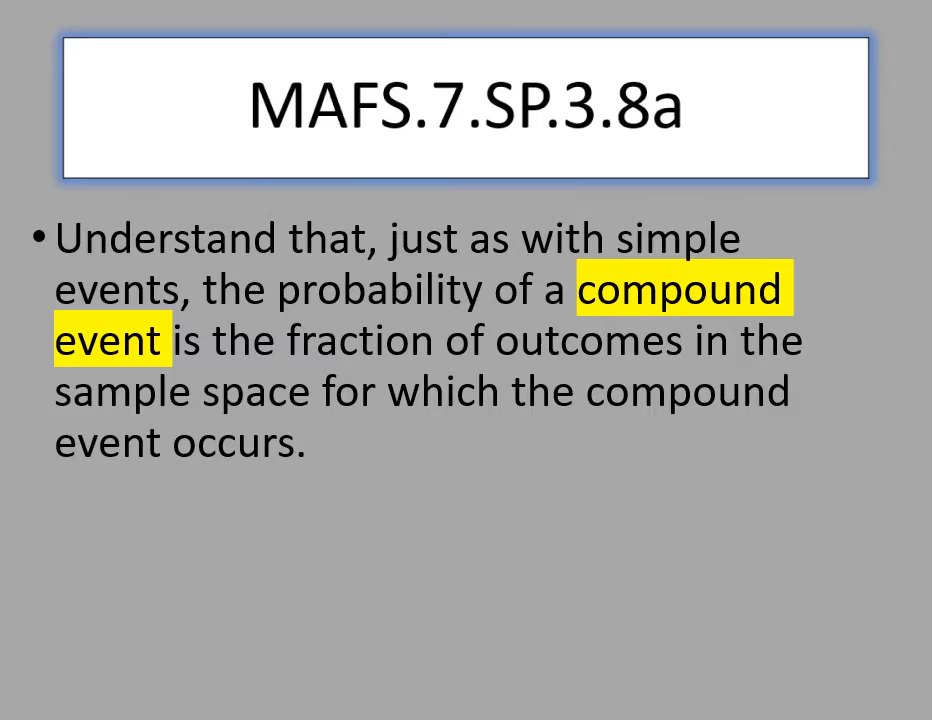 MAFS.7.SP.3.8a
• Understand that, just as with simple
events, the probability of a compound
event is the fraction of outcomes in the
sample space for which the compound
event occurs.